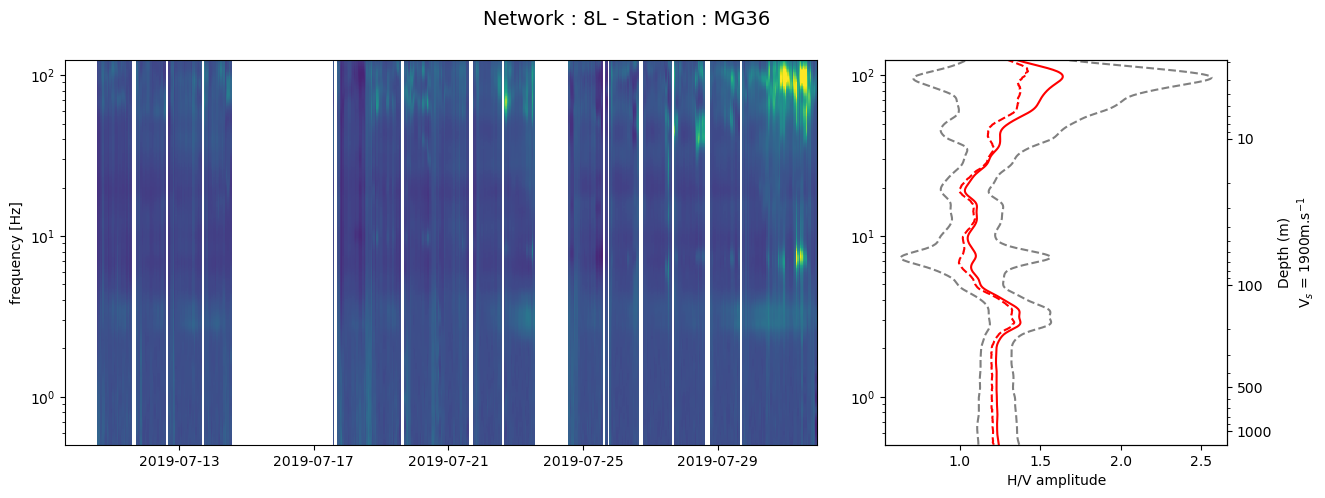 Network : 8L - Station : MG36
frequency [Hz]
10²
10¹
10⁰
2019-07-13 2019-07-17 2019-07-21 2019-07-25 2019-07-29
10²
10¹
10⁰
1.0 1.5 2.0 2.5
H/V amplitude
10
100
500
1000
Depth (m)
Vₛ = 1900m.s⁻¹